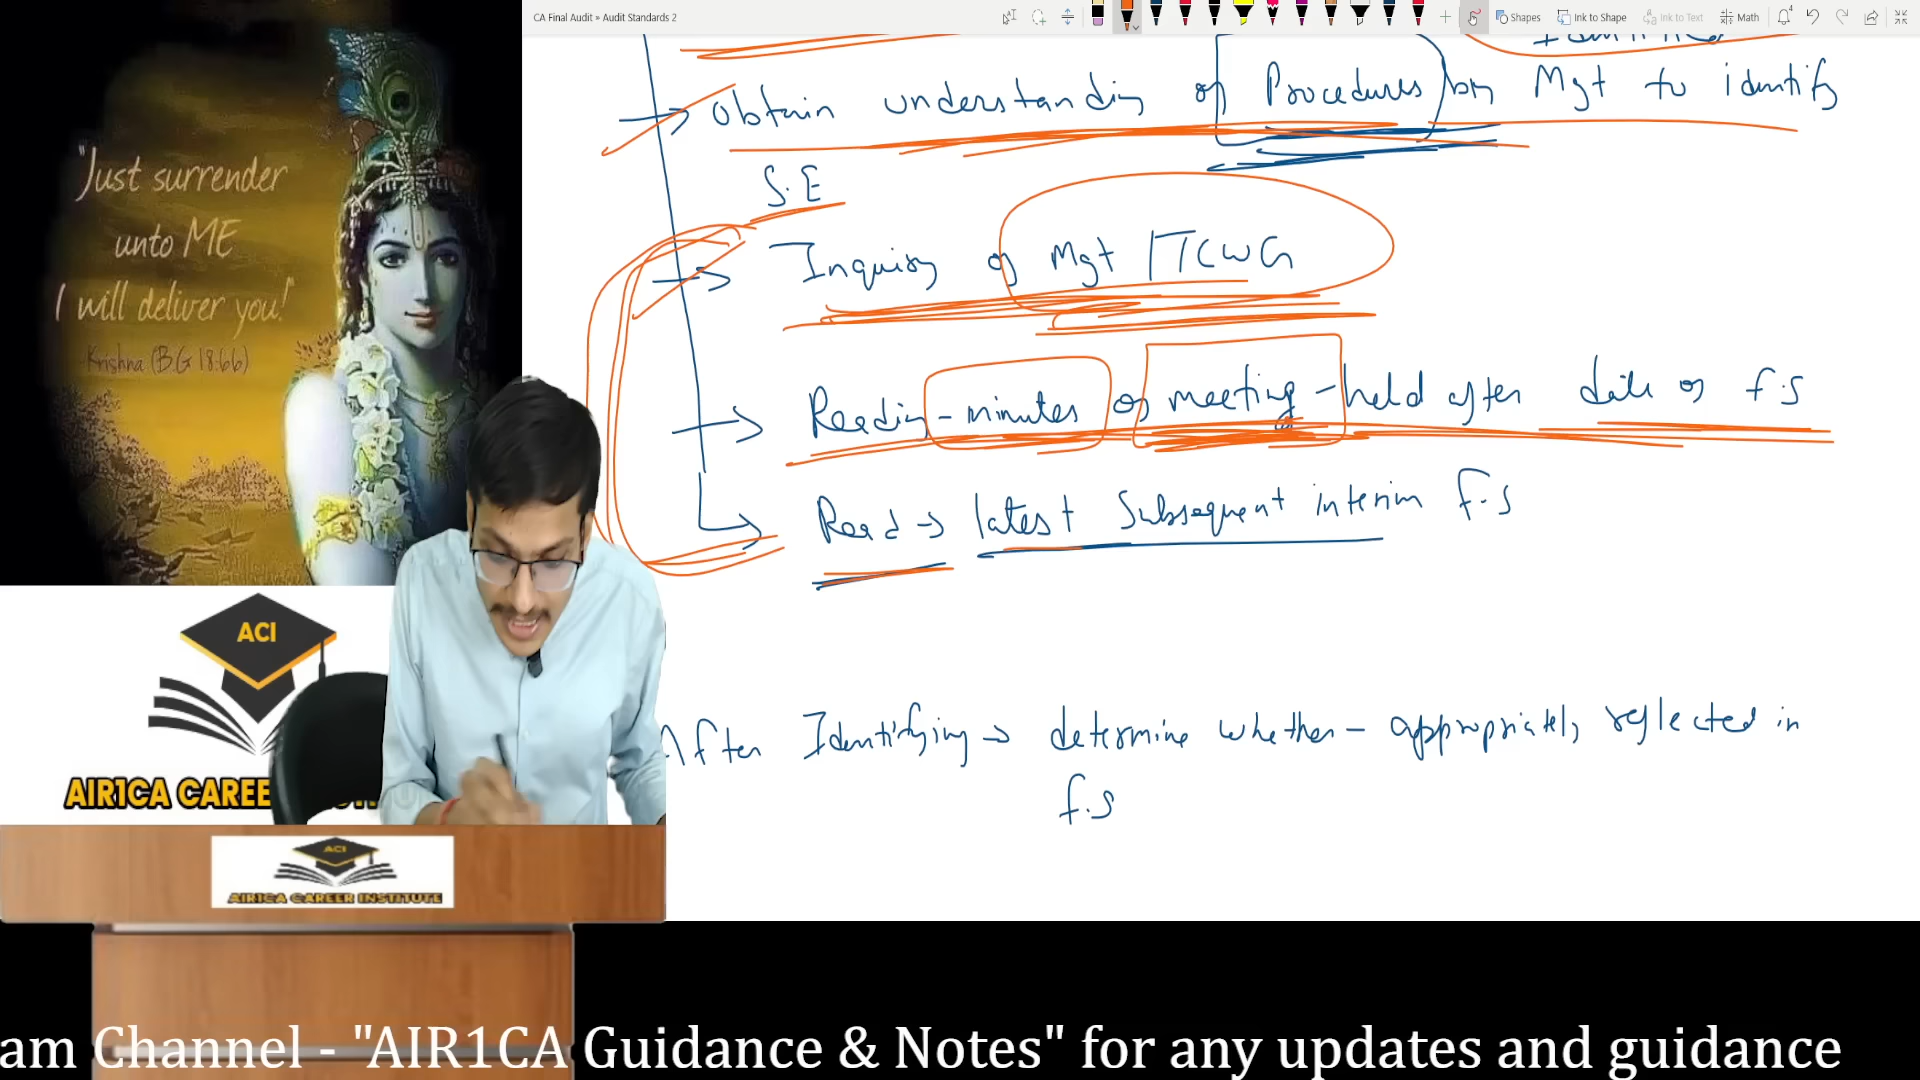 CA Final Audit » Audit Standards 2
Shapes
Ink to Shape
Ink to Text
Math
→ Obtain understanding of Procedures by Mgt to identify
S.E
→ Inquiry of Mgt / TCWG
→ Reading - minutes of meeting - held after date of f.s
→ Read → latest Subsequent interim f.s
After Identifying → determine whether - appropriately reflected in
f.s
"Just surrender
unto ME
I will deliver you!"
Krishna (B.G 18:66)
ACI
AIR1CA CAREE
ACI
AIR1CA CAREER INSTITUTE
am Channel - "AIR1CA Guidance & Notes" for any updates and guidance